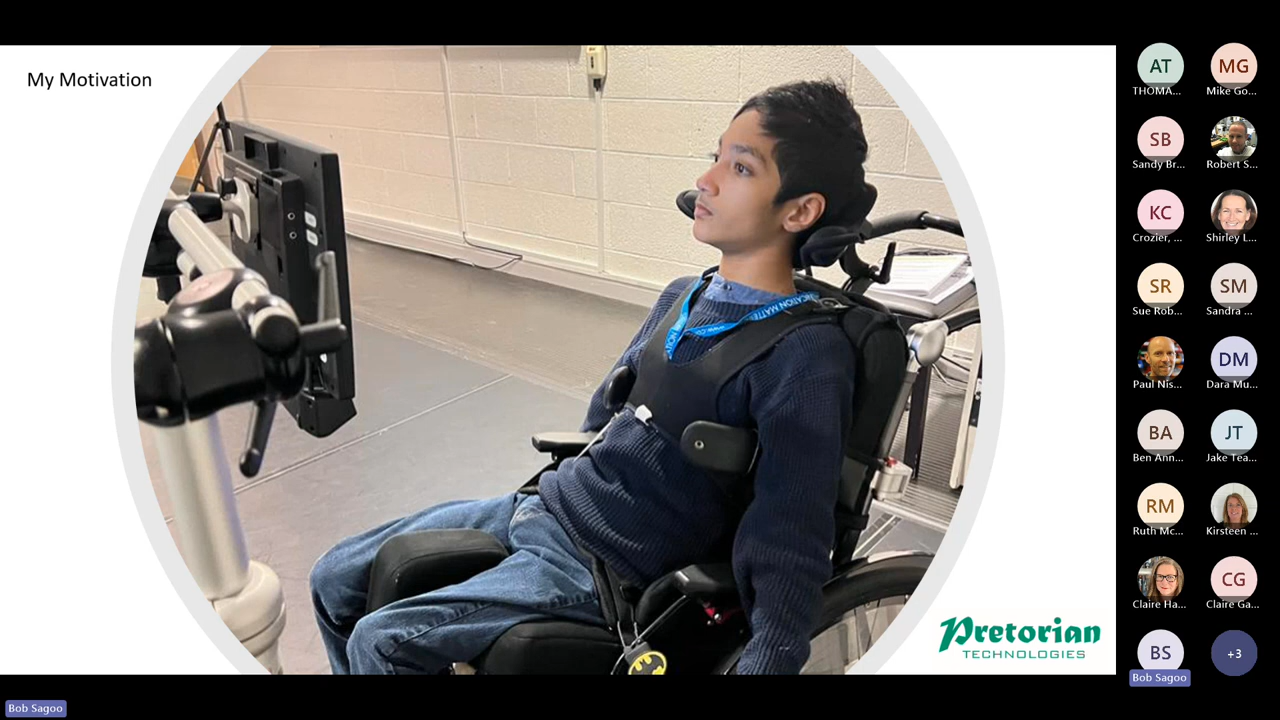 My Motivation
Pretorian
TECHNOLOGIES
AT
THOMA...
MG
Mike Go...
SB
Sandy Br...
Robert S...
KC
Crozier, ...
Shirley L...
SR
Sue Rob...
SM
Sandra ...
Paul Nis...
DM
Dara Mu...
BA
Ben Ann...
JT
Jake Tea...
RM
Ruth Mc...
Kirsteen ...
Claire Ha...
CG
Claire Ga...
BS
Bob Sagoo
+3
Bob Sagoo